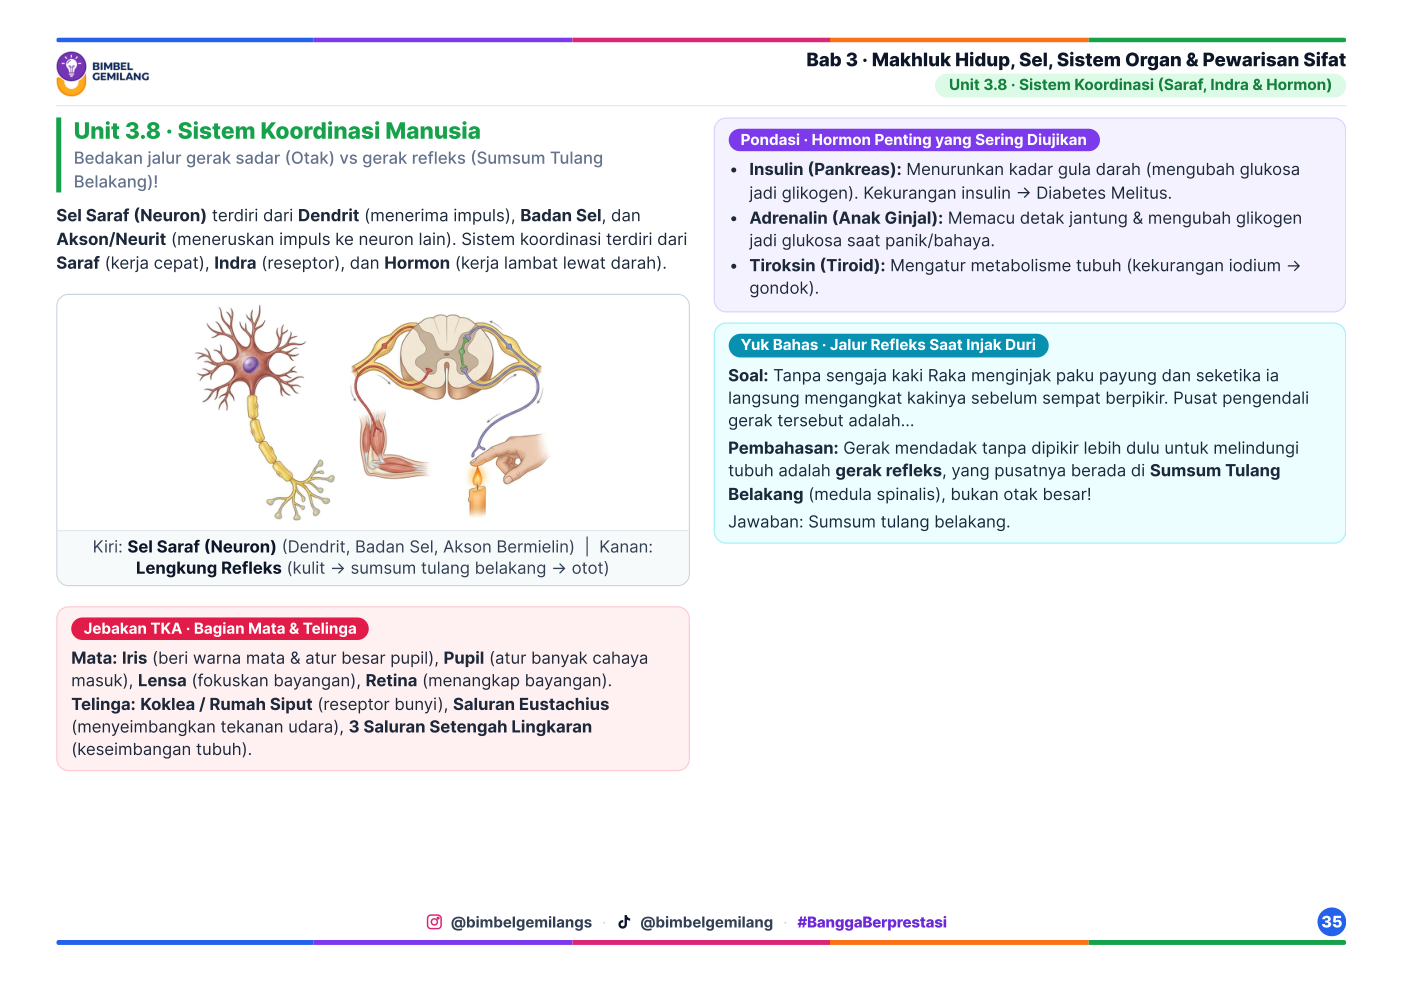 BIMBEL
GEMILANG
Bab 3 · Makhluk Hidup, Sel, Sistem Organ & Pewarisan Sifat
Unit 3.8 · Sistem Koordinasi (Saraf, Indra & Hormon)
Unit 3.8 · Sistem Koordinasi Manusia
Bedakan jalur gerak sadar (Otak) vs gerak refleks (Sumsum Tulang
Belakang)!
Sel Saraf (Neuron) terdiri dari Dendrit (menerima impuls), Badan Sel, dan
Akson/Neurit (meneruskan impuls ke neuron lain). Sistem koordinasi terdiri dari
Saraf (kerja cepat), Indra (reseptor), dan Hormon (kerja lambat lewat darah).
Kiri: Sel Saraf (Neuron) (Dendrit, Badan Sel, Akson Bermielin) | Kanan:
Lengkung Refleks (kulit → sumsum tulang belakang → otot)
Jebakan TKA · Bagian Mata & Telinga
Mata: Iris (beri warna mata & atur besar pupil), Pupil (atur banyak cahaya
masuk), Lensa (fokuskan bayangan), Retina (menangkap bayangan).
Telinga: Koklea / Rumah Siput (reseptor bunyi), Saluran Eustachius
(menyeimbangkan tekanan udara), 3 Saluran Setengah Lingkaran
(keseimbangan tubuh).
Pondasi · Hormon Penting yang Sering Diujikan
• Insulin (Pankreas): Menurunkan kadar gula darah (mengubah glukosa
jadi glikogen). Kekurangan insulin → Diabetes Melitus.
• Adrenalin (Anak Ginjal): Memacu detak jantung & mengubah glikogen
jadi glukosa saat panik/bahaya.
• Tiroksin (Tiroid): Mengatur metabolisme tubuh (kekurangan iodium →
gondok).
Yuk Bahas · Jalur Refleks Saat Injak Duri
Soal: Tanpa sengaja kaki Raka menginjak paku payung dan seketika ia
langsung mengangkat kakinya sebelum sempat berpikir. Pusat pengendali
gerak tersebut adalah...
Pembahasan: Gerak mendadak tanpa dipikir lebih dulu untuk melindungi
tubuh adalah gerak refleks, yang pusatnya berada di Sumsum Tulang
Belakang (medula spinalis), bukan otak besar!
Jawaban: Sumsum tulang belakang.
@bimbelgemilangs · @bimbelgemilang · #BanggaBerprestasi
35